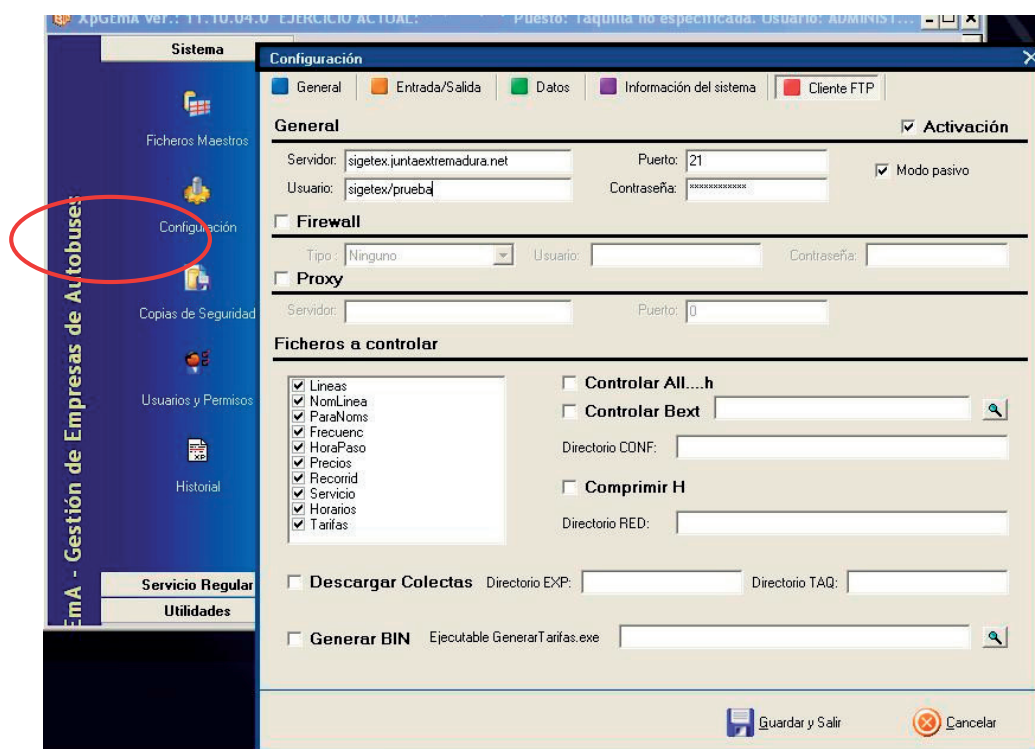 XpGEmA Ver.: 11.10.04.0 EJERCICIO ACTUAL: Puesto: Taquilla no especificada. Usuario: ADMINIST...
Sistema
Ficheros Maestros
Configuración
Copias de Seguridad
Usuarios y Permisos
XP
Historial
Servicio Regular
Utilidades
EmA - Gestión de Empresas de Autobuses
Configuración
General Entrada/Salida Datos Información del sistema Cliente FTP
General Activación
Servidor: sigetex.juntaextremadura.net Puerto: 21
Modo pasivo
Usuario: sigetex/prueba Contraseña: ************
Firewall
Tipo: Ninguno Usuario: Contraseña:
Proxy
Servidor: Puerto: 0
Ficheros a controlar
Lineas
NomLinea
ParaNoms
Frecuenc
HoraPaso
Precios
Recorrid
Servicio
Horarios
Tarifas
Controlar All....h
Controlar Bext
Directorio CONF:
Comprimir H
Directorio RED:
Descargar Colectas Directorio EXP: Directorio TAQ:
Generar BIN Ejecutable GenerarTarifas.exe
Guardar y Salir Cancelar